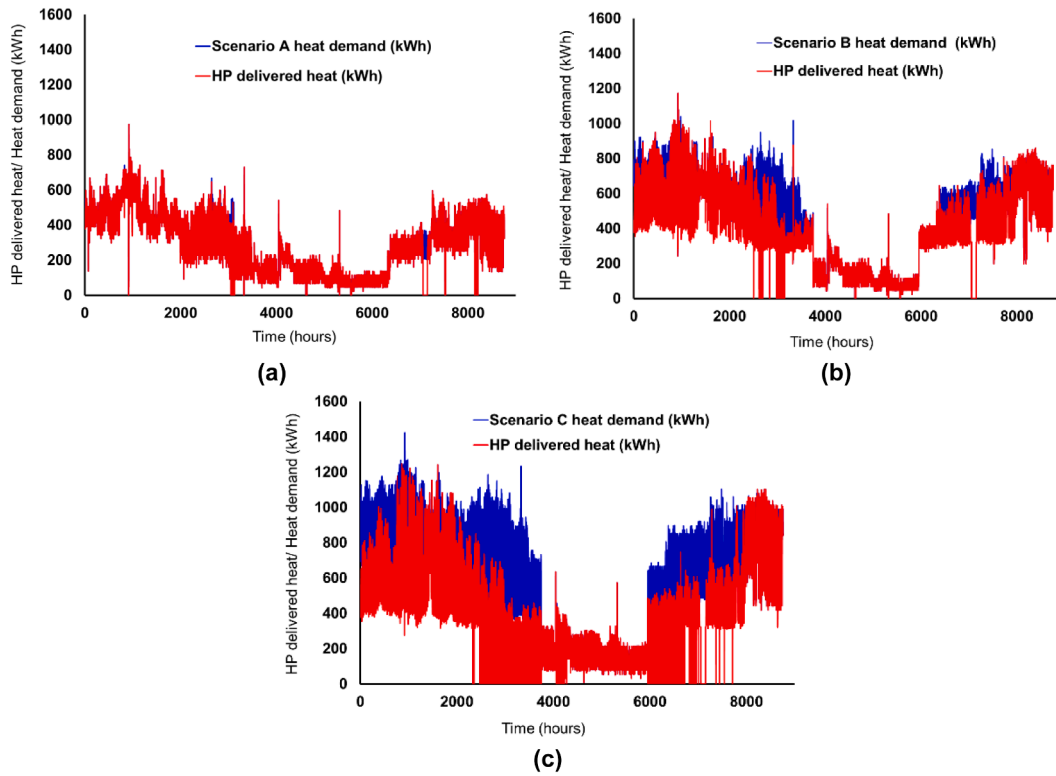 1600
1400
1200
1000
800
600
400
200
0
HP delivered heat/ Heat demand (kWh)
Scenario A heat demand (kWh)
HP delivered heat (kWh)
0 2000 4000 6000 8000
Time (hours)
(a)
1600
1400
1200
1000
800
600
400
200
0
HP delivered heat/ Heat demand (kWh)
Scenario B heat demand (kWh)
HP delivered heat (kWh)
0 2000 4000 6000 8000
Time (hours)
(b)
1600
1400
1200
1000
800
600
400
200
0
HP delivered heat/ Heat demand (kWh)
Scenario C heat demand (kWh)
HP delivered heat (kWh)
0 2000 4000 6000 8000
Time (hours)
(c)